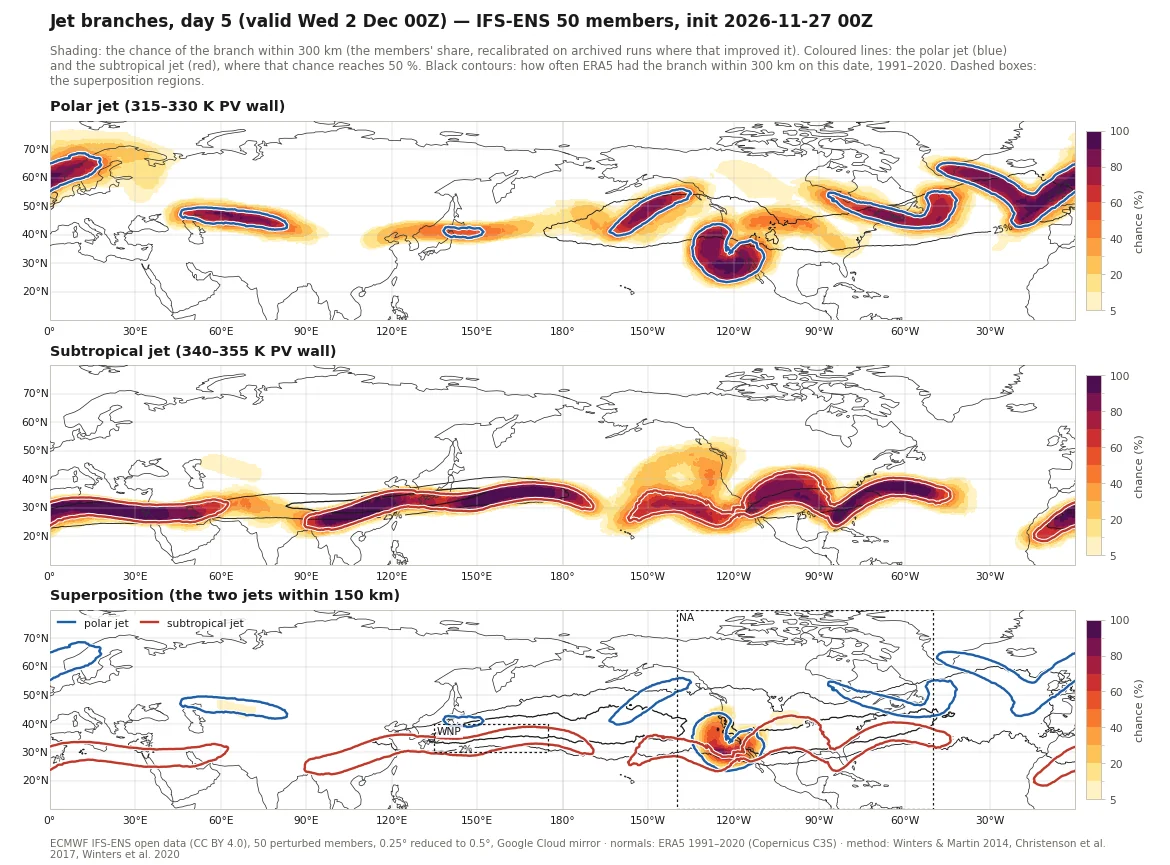 Jet branches, day 5 (valid Wed 2 Dec 00Z) — IFS-ENS 50 members, init 2026-11-27 00Z
Shading: the chance of the branch within 300 km (the members' share, recalibrated on archived runs where that improved it). Coloured lines: the polar jet (blue)
and the subtropical jet (red), where that chance reaches 50 %. Black contours: how often ERA5 had the branch within 300 km on this date, 1991–2020. Dashed boxes:
the superposition regions.
Polar jet (315–330 K PV wall)
70°N
60°N
50°N
40°N
30°N
20°N
25%
0°
30°E
60°E
90°E
120°E
150°E
180°
150°W
120°W
90°W
60°W
30°W
100
80
60
40
20
5
chance (%)
Subtropical jet (340–355 K PV wall)
70°N
60°N
50°N
40°N
30°N
20°N
25%
25%
0°
30°E
60°E
90°E
120°E
150°E
180°
150°W
120°W
90°W
60°W
30°W
100
80
60
40
20
5
chance (%)
Superposition (the two jets within 150 km)
polar jet
subtropical jet
NA
WNP
70°N
60°N
50°N
40°N
30°N
20°N
2%
2%
0°
30°E
60°E
90°E
120°E
150°E
180°
150°W
120°W
90°W
60°W
30°W
100
80
60
40
20
5
chance (%)
ECMWF IFS-ENS open data (CC BY 4.0), 50 perturbed members, 0.25° reduced to 0.5°, Google Cloud mirror · normals: ERA5 1991–2020 (Copernicus C3S) · method: Winters & Martin 2014, Christenson et al.
2017, Winters et al. 2020